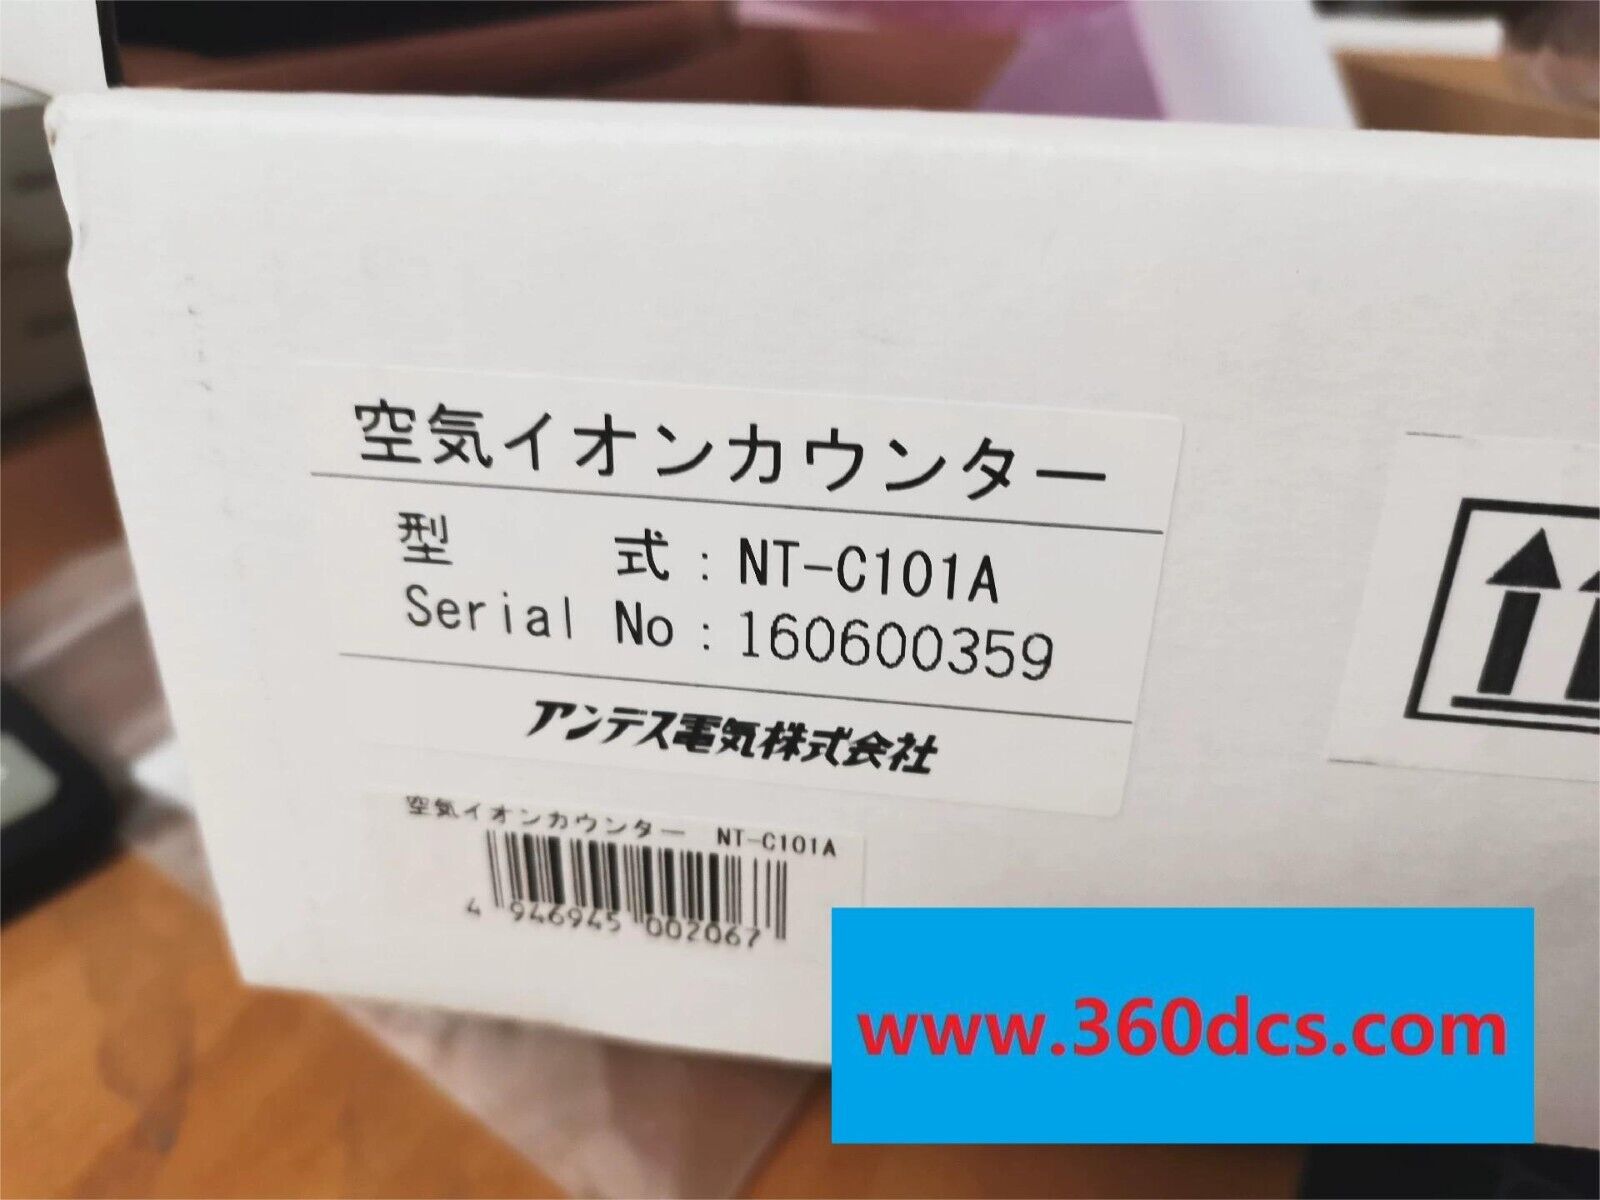 空気イオンカウンター
型 式 : NT-C101A
Serial No : 160600359
アンデス電気株式会社
空気イオンカウンター NT-C101A
4 946945 002067
www.360dcs.com